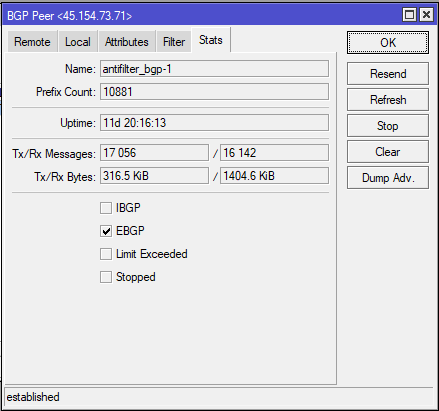 BGP Peer <45.154.73.71>
Remote Local Attributes Filter Stats
OK
Resend
Refresh
Stop
Clear
Dump Adv.
Name: antifilter_bgp-1
Prefix Count: 10881
Uptime: 11d 20:16:13
Tx/Rx Messages: 17 056 / 16 142
Tx/Rx Bytes: 316.5 KiB / 1404.6 KiB
IBGP
EBGP
Limit Exceeded
Stopped
established